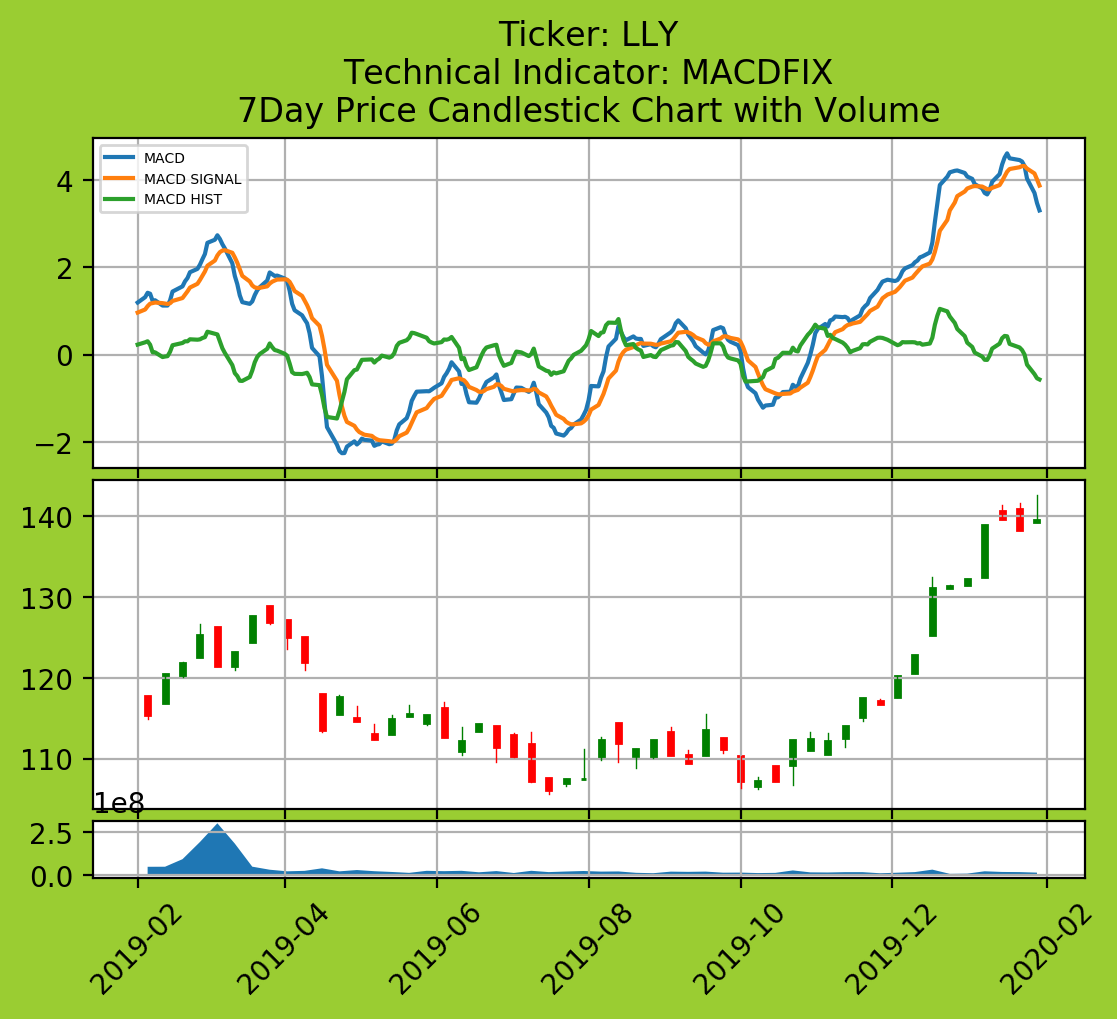 Ticker: LLY
Technical Indicator: MACDFIX
7Day Price Candlestick Chart with Volume
MACD
MACD SIGNAL
MACD HIST
4
2
0
−2
140
130
120
110
1e8
2.5
0.0
2019-02
2019-04
2019-06
2019-08
2019-10
2019-12
2020-02